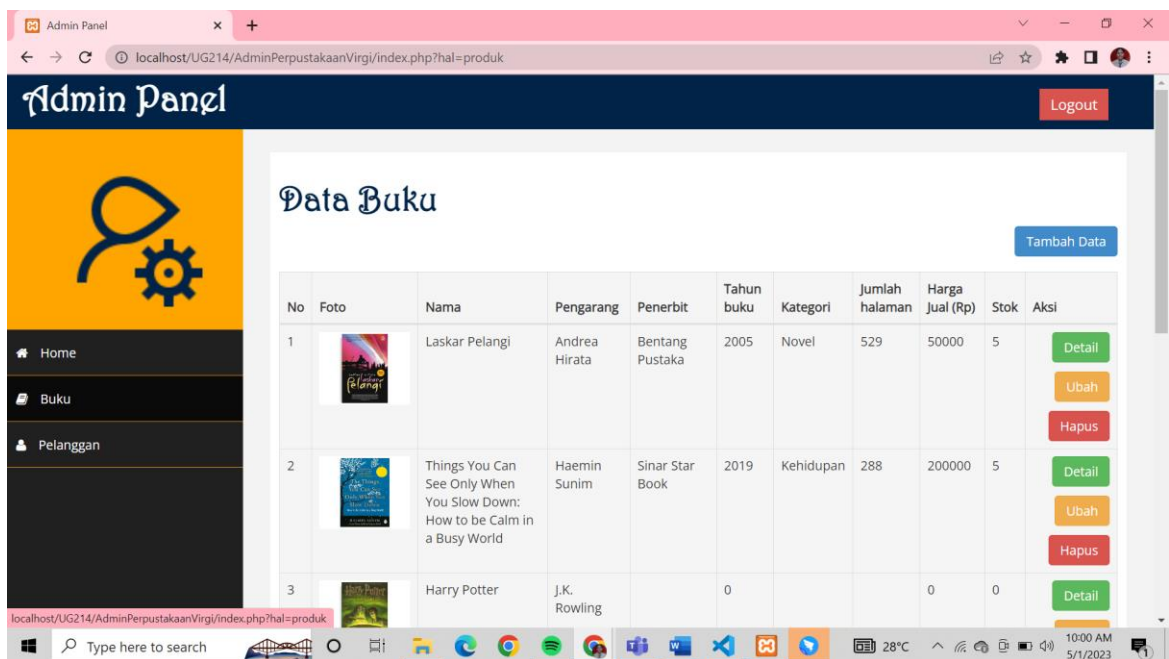 Admin Panel
localhost/UG214/AdminPerpustakaanVirgi/index.php?hal=produk
Admin Panel
Logout
Home
Buku
Pelanggan
Data Buku
Tambah Data
No Foto Nama Pengarang Penerbit Tahun buku Kategori Jumlah halaman Harga Jual (Rp) Stok Aksi
1 Laskar Pelangi Andrea Hirata Bentang Pustaka 2005 Novel 529 50000 5
Pelangi
Detail
Ubah
Hapus
2 Things You Can See Only When You Slow Down: How to be Calm in a Busy World Haemin Sunim Sinar Star Book 2019 Kehidupan 288 200000 5
Detail
Ubah
Hapus
3 Harry Potter J.K. Rowling 0 0 0
Harry Potter
Detail
localhost/UG214/AdminPerpustakaanVirgi/index.php?hal=produk
Type here to search
28°C
10:00 AM
5/1/2023